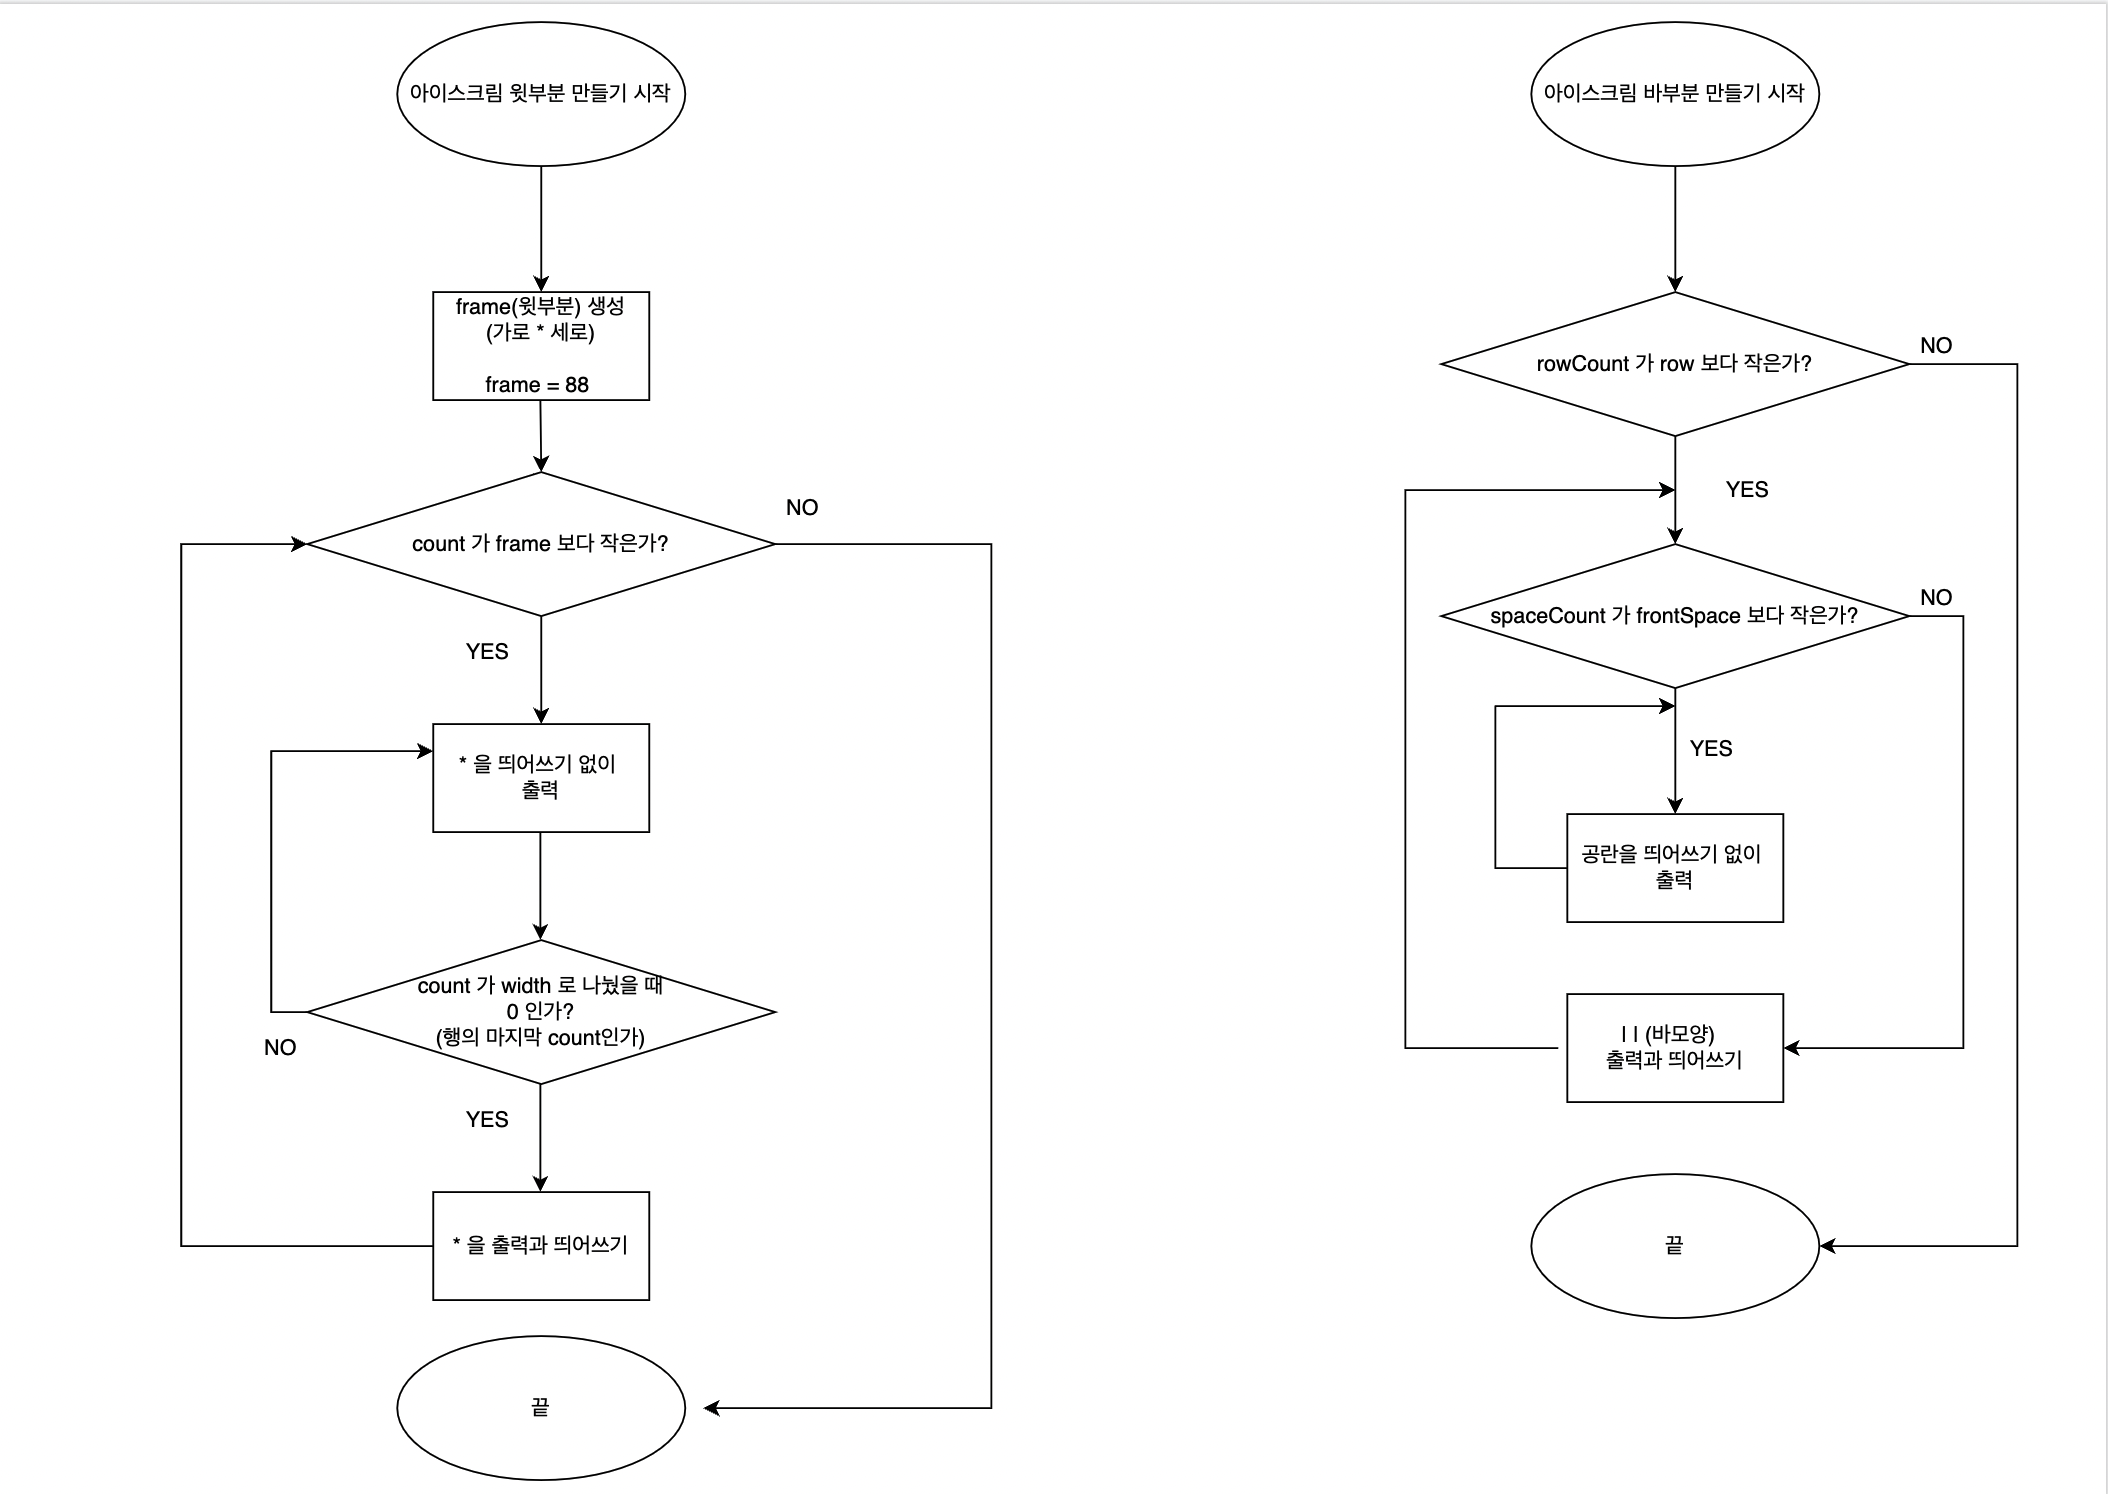 아이스크림 윗부분 만들기 시작
frame(윗부분) 생성
(가로 * 세로)
frame = 88
count 가 frame 보다 작은가?
NO
YES
* 을 띄어쓰기 없이
출력
count 가 width 로 나눴을 때
0 인가?
(행의 마지막 count인가)
NO
YES
* 을 출력과 띄어쓰기
끝
아이스크림 바부분 만들기 시작
rowCount 가 row 보다 작은가?
NO
YES
spaceCount 가 frontSpace 보다 작은가?
NO
YES
공란을 띄어쓰기 없이
출력
| | (바모양)
출력과 띄어쓰기
끝